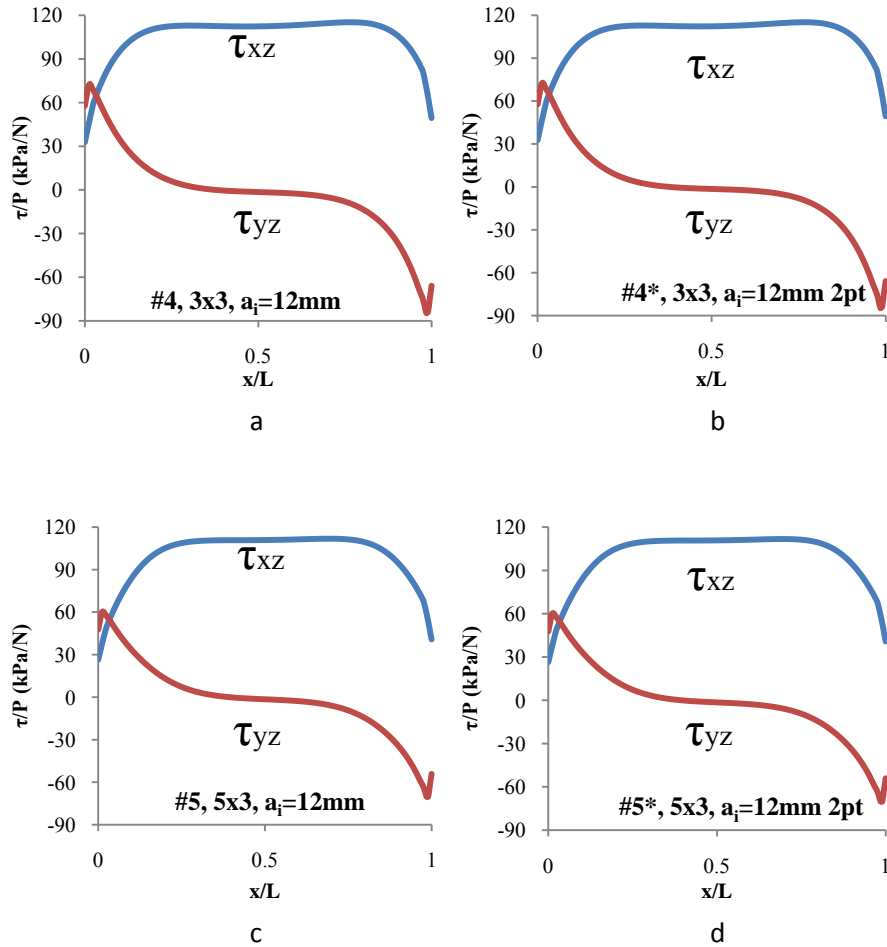 120
90
60
30
0
-30
-60
-90
τ/P (kPa/N)
τxz
τyz
#4, 3x3, ai=12mm
0
0.5
1
x/L
a
120
90
60
30
0
-30
-60
-90
τ/P (kPa/N)
τxz
τyz
#4*, 3x3, ai=12mm 2pt
0
0.5
1
x/L
b
120
90
60
30
0
-30
-60
-90
τ/P (kPa/N)
τxz
τyz
#5, 5x3, ai=12mm
0
0.5
1
x/L
c
120
90
60
30
0
-30
-60
-90
τ/P (kPa/N)
τxz
τyz
#5*, 5x3, ai=12mm 2pt
0
0.5
1
x/L
d